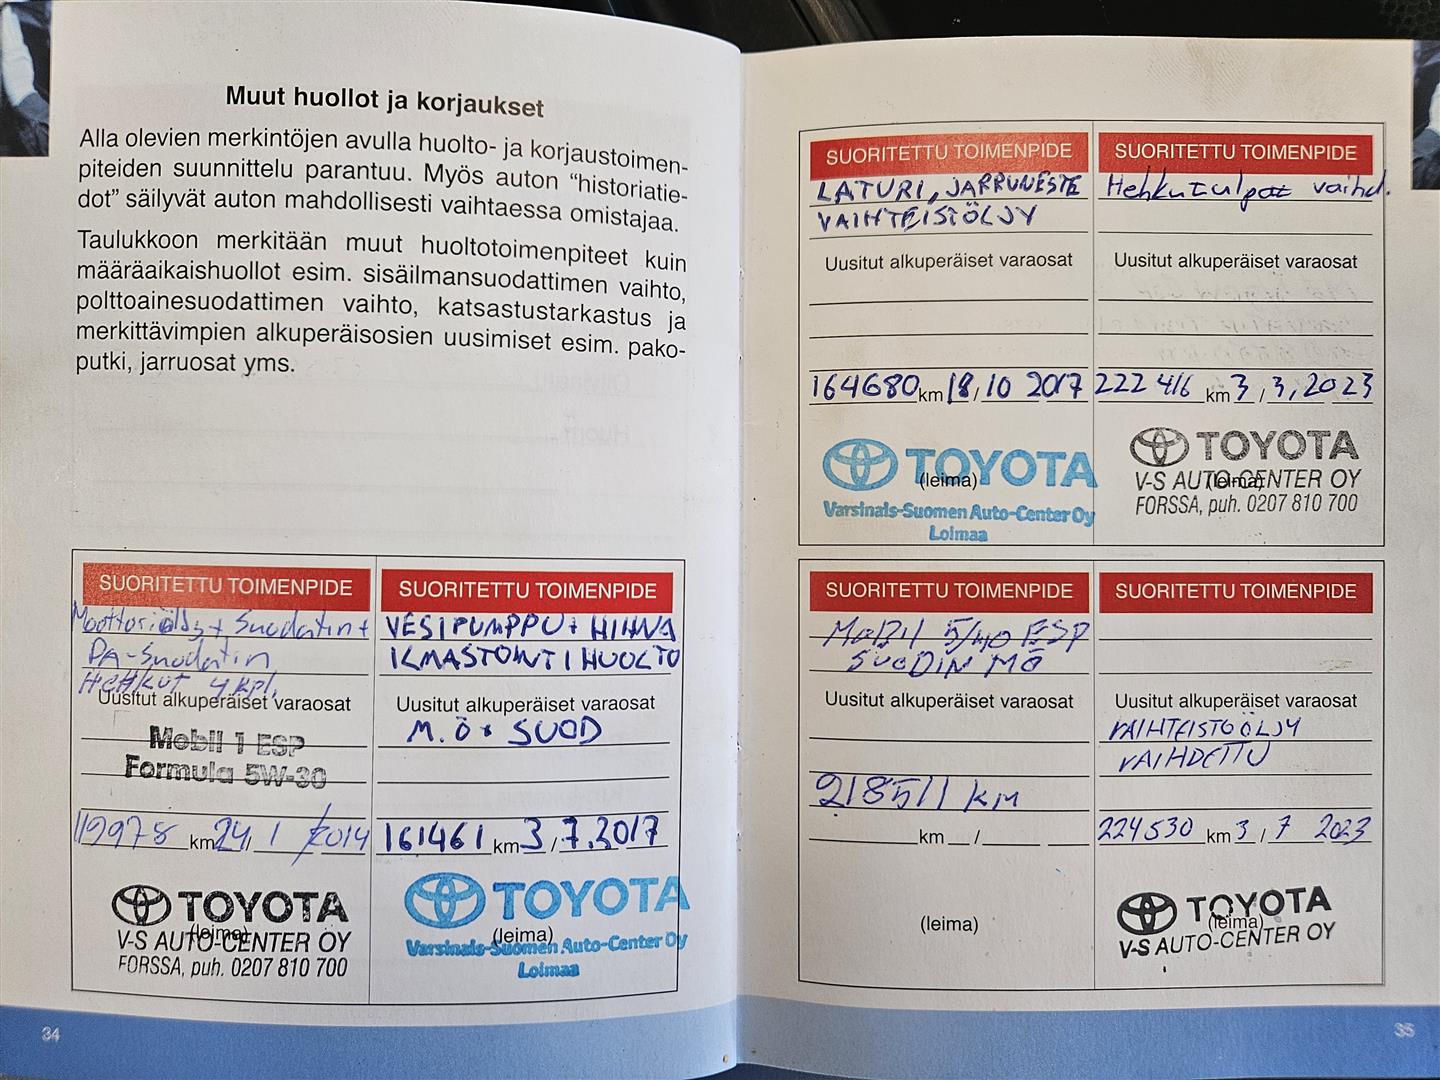 Muut huollot ja korjaukset
Alla olevien merkintöjen avulla huolto- ja korjaustoimen-
piteiden suunnittelu parantuu. Myös auton “historiatie-
dot” säilyvät auton mahdollisesti vaihtaessa omistajaa.
Taulukkoon merkitään muut huoltotoimenpiteet kuin
määräaikaishuollot esim. sisäilmansuodattimen vaihto,
polttoainesuodattimen vaihto, katsastustarkastus ja
merkittävimpien alkuperäisosien uusimiset esim. pako-
putki, jarruosat yms.
SUORITETTU TOIMENPIDE
Moottoriöljy + Suodatin +
PA-Suodatin
Hehkut 4 kpl.
Uusitut alkuperäiset varaosat
Mobil 1 ESP
Formula 5W-30
119978 km 24/1 2014
TOYOTA
(leima)
V-S AUTO-CENTER OY
FORSSA, puh. 0207 810 700
SUORITETTU TOIMENPIDE
VESIPUMPPU + HIHNA
ILMASTOINTIHUOLTO
Uusitut alkuperäiset varaosat
M.Ö + SUOD
161461 km 3/7.2017
TOYOTA
(leima)
Varsinais-Suomen Auto-Center Oy
Loimaa
34
SUORITETTU TOIMENPIDE
LATURI, JARRUNESTE
VAIHTEISTÖLJY
Uusitut alkuperäiset varaosat
164680 km 18/10 2017
TOYOTA
(leima)
Varsinais-Suomen Auto-Center Oy
Loimaa
SUORITETTU TOIMENPIDE
Hehkutulpat vaihd.
Uusitut alkuperäiset varaosat
222 416 km 3/3, 2023
TOYOTA
V-S AUTO-CENTER OY
(leima)
FORSSA, puh. 0207 810 700
SUORITETTU TOIMENPIDE
MOBIL 5/40 ESP
SUODIN MÖ
Uusitut alkuperäiset varaosat
218511 KM
km /
(leima)
SUORITETTU TOIMENPIDE
Uusitut alkuperäiset varaosat
VAIHTEISTOÖLJY
VAIHDETTU
224530 km 3/7 2023
TOYOTA
(leima)
V-S AUTO-CENTER OY
35